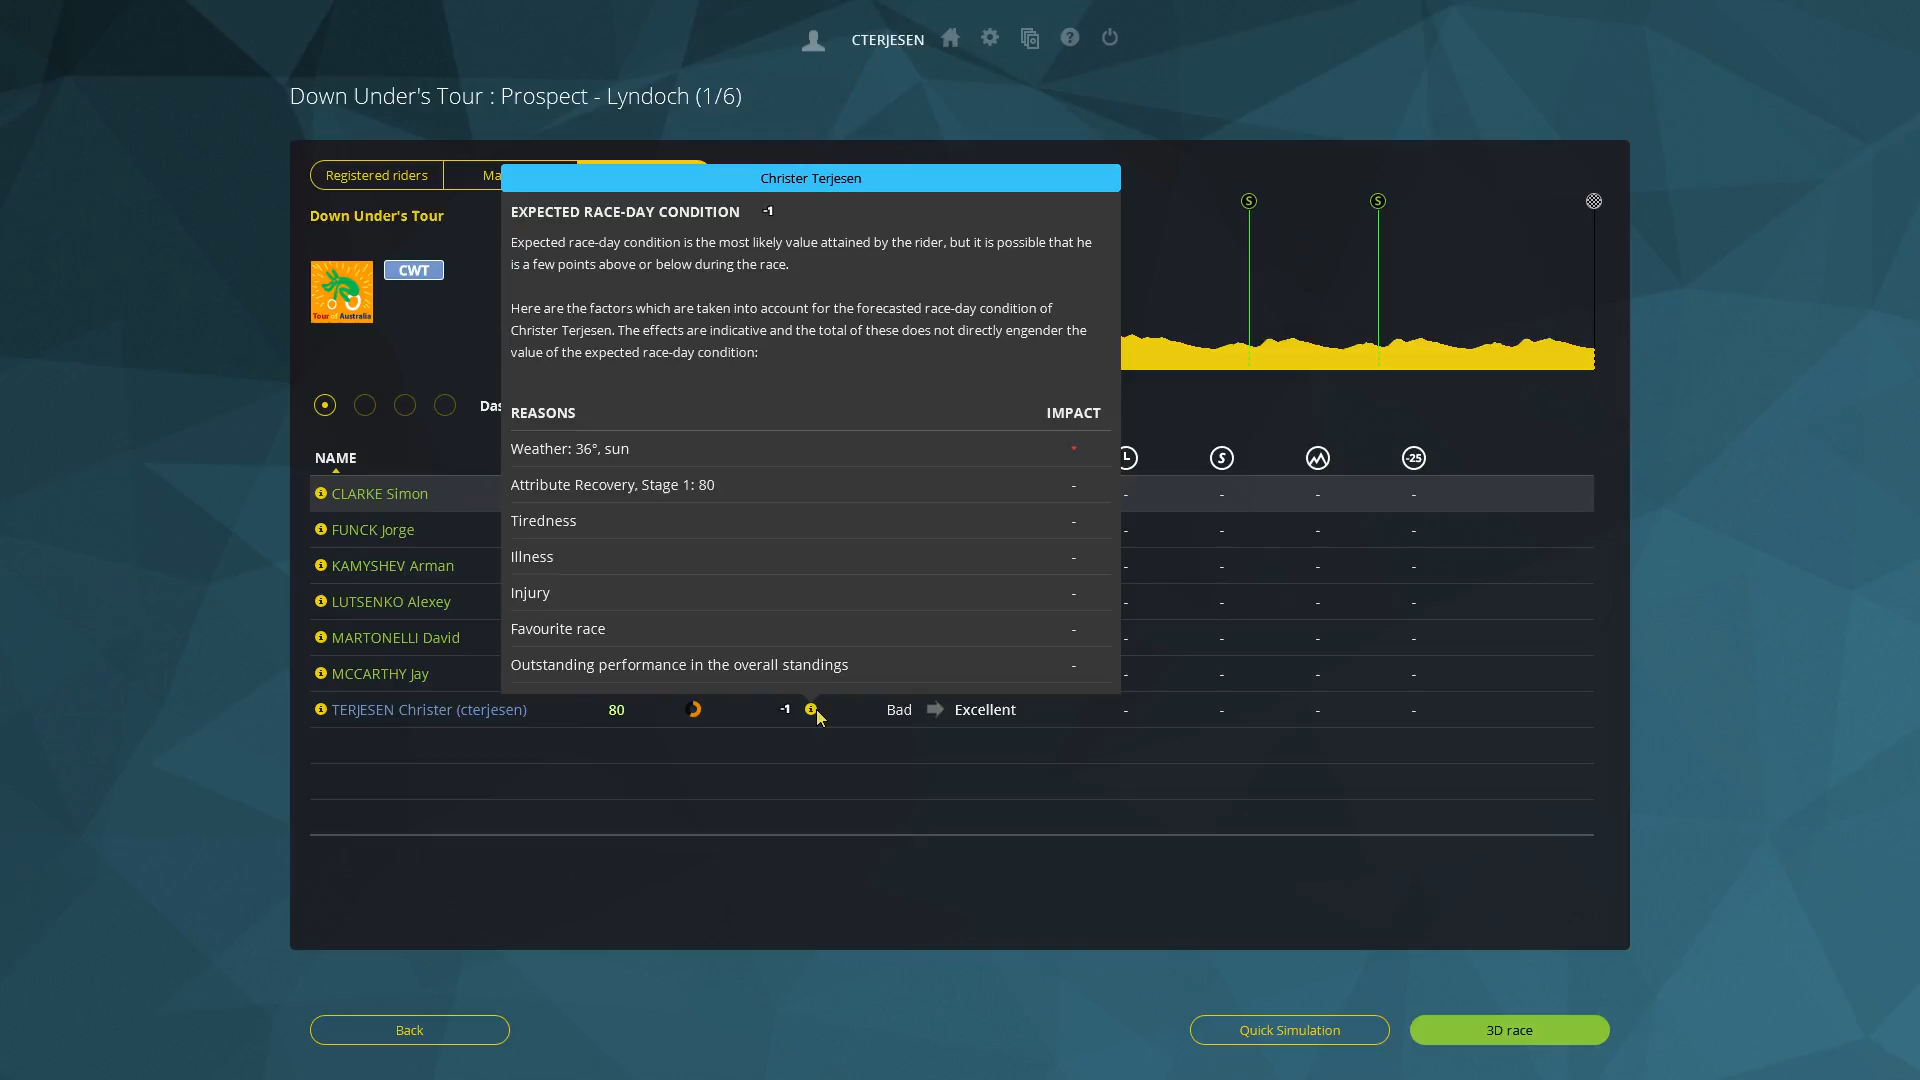 CTERJESEN
Down Under's Tour : Prospect - Lyndoch (1/6)
Registered riders
Ma
Christer Terjesen
Down Under's Tour
CWT
Tour of Australia
EXPECTED RACE-DAY CONDITION -1
Expected race-day condition is the most likely value attained by the rider, but it is possible that he
is a few points above or below during the race.
Here are the factors which are taken into account for the forecasted race-day condition of
Christer Terjesen. The effects are indicative and the total of these does not directly engender the
value of the expected race-day condition:
S
S
Das
REASONS IMPACT
Weather: 36°, sun
Attribute Recovery, Stage 1: 80 -
Tiredness -
Illness -
Injury -
Favourite race -
Outstanding performance in the overall standings -
NAME S -25
CLARKE Simon - - - -
FUNCK Jorge - - - -
KAMYSHEV Arman - - - -
LUTSENKO Alexey - - - -
MARTONELLI David - - - -
MCCARTHY Jay - - - -
TERJESEN Christer (cterjesen) 80 -1 Bad Excellent - - - -
Back
Quick Simulation
3D race